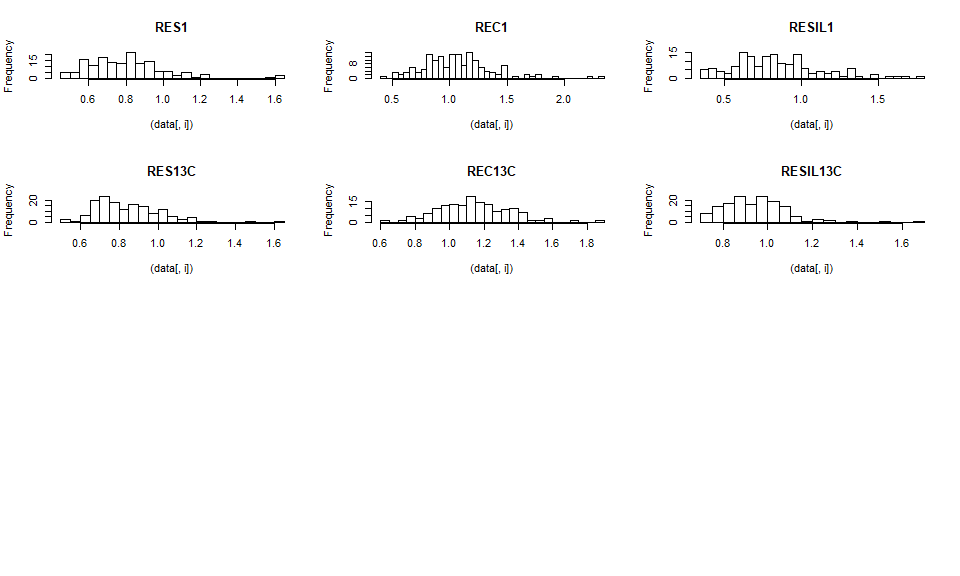 RES1
REC1
RESIL1
Frequency
0 15
0.6 0.8 1.0 1.2 1.4 1.6
(data[, i])
Frequency
0 8
0.5 1.0 1.5 2.0
(data[, i])
Frequency
0 15
0.5 1.0 1.5
(data[, i])
RES13C
REC13C
RESIL13C
Frequency
0 20
0.6 0.8 1.0 1.2 1.4 1.6
(data[, i])
Frequency
0 15
0.6 0.8 1.0 1.2 1.4 1.6 1.8
(data[, i])
Frequency
0 20
0.8 1.0 1.2 1.4 1.6
(data[, i])